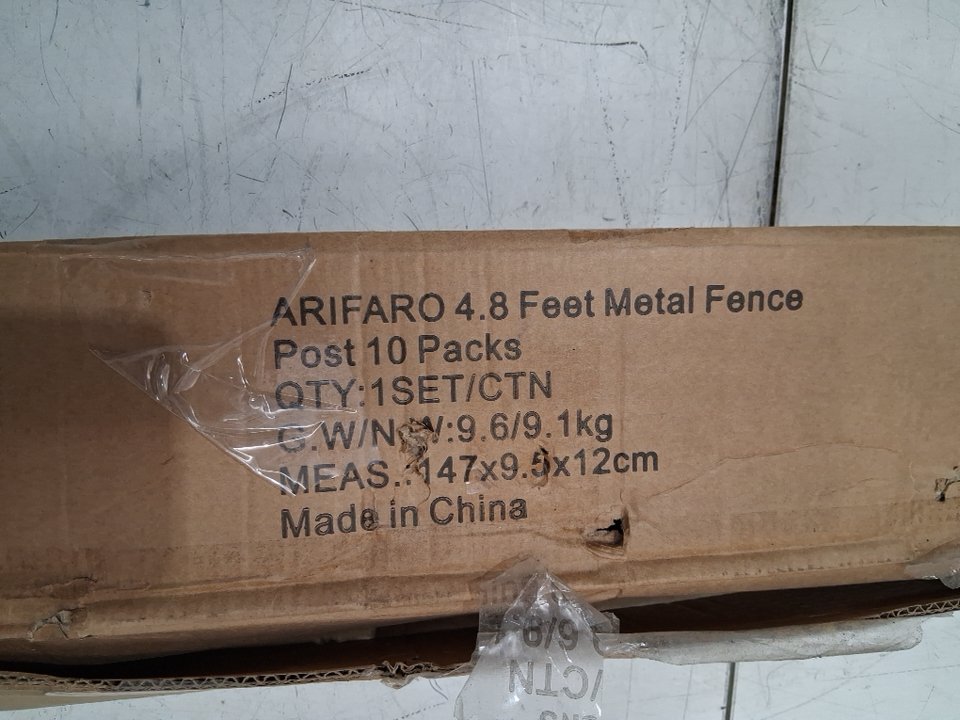 ARIFARO 4.8 Feet Metal Fence
Post 10 Packs
QTY:1SET/CTN
G.W/N.W:9.6/9.1kg
MEAS.:147x9.5x12cm
Made in China
/CTN